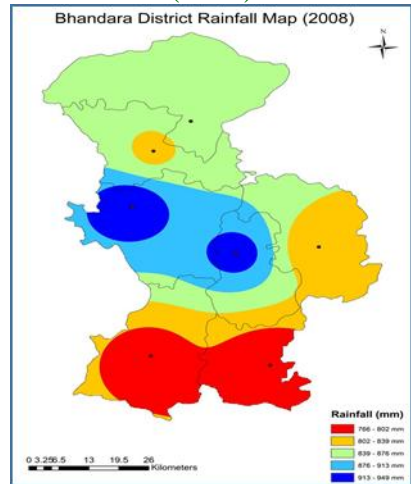 Bhandara District Rainfall Map (2008)
N
Rainfall (mm)
766 - 802 mm
802 - 839 mm
839 - 876 mm
876 - 913 mm
913 - 949 mm
0 3.25 6.5 13 19.5 26
Kilometers